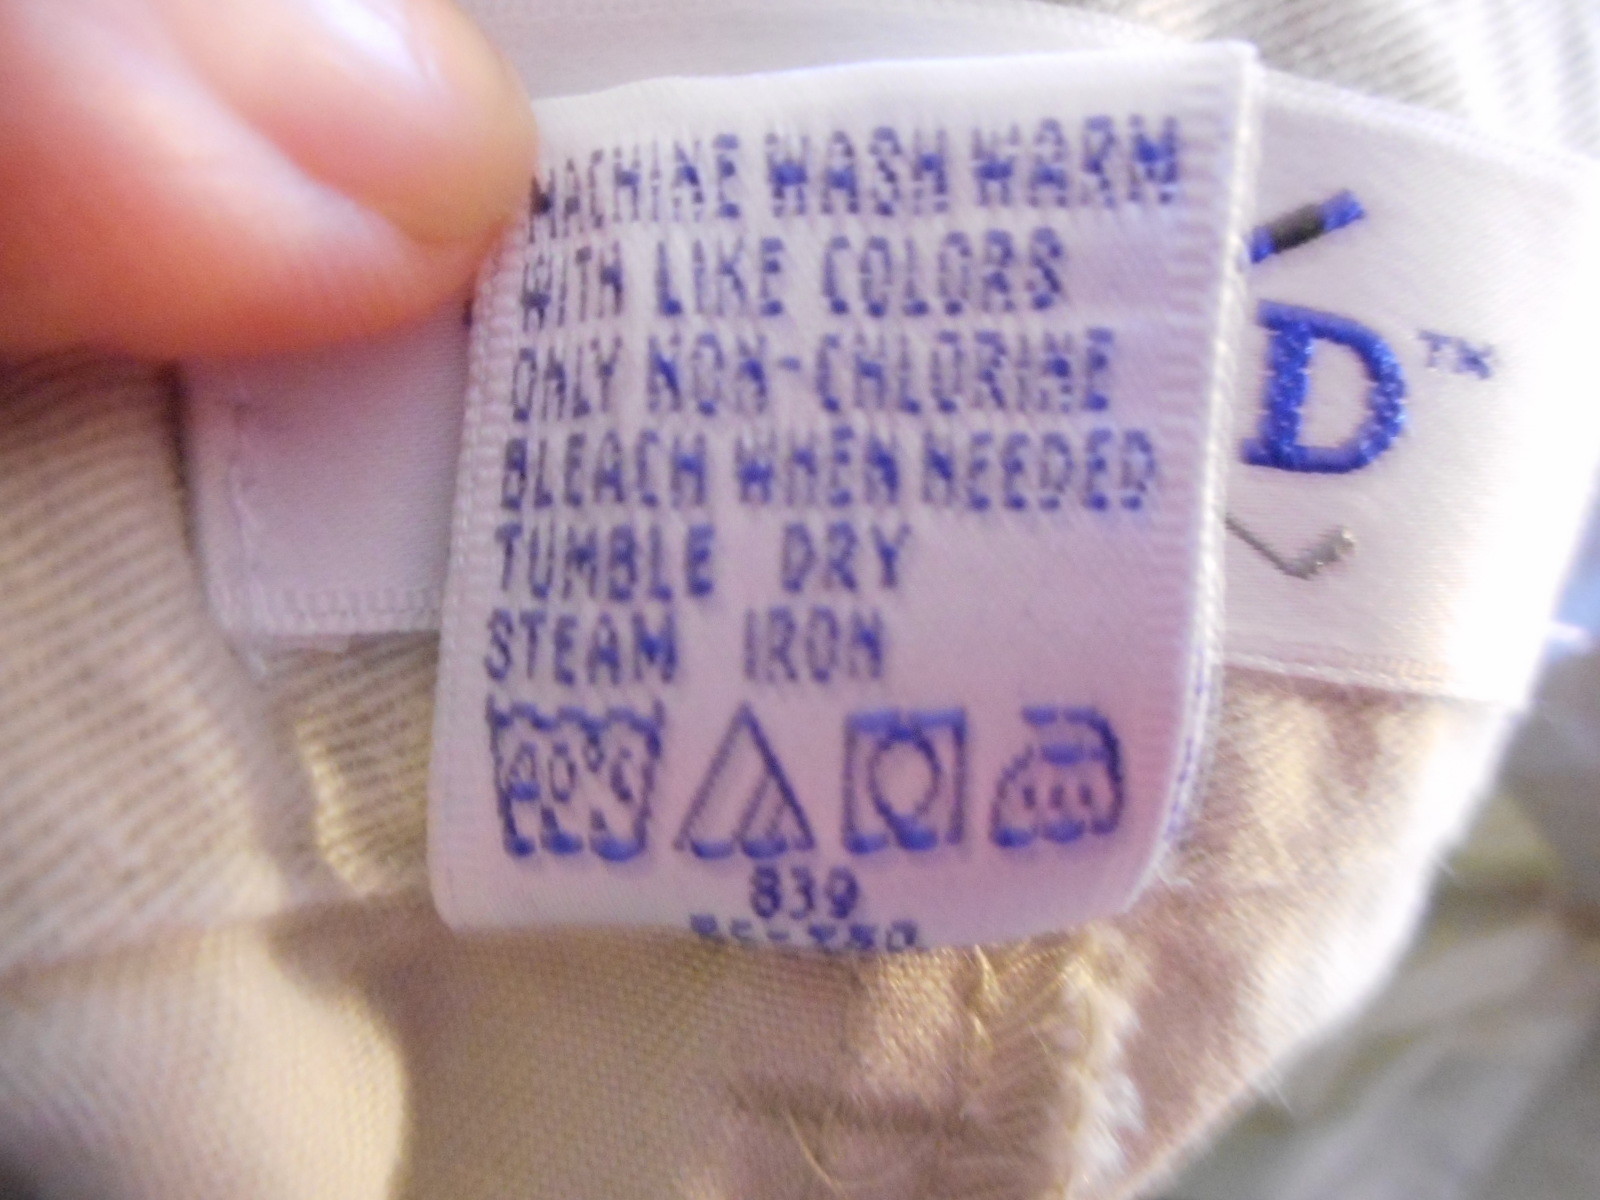 MACHINE WASH WARM
WITH LIKE COLORS
ONLY NON-CHLORINE
BLEACH WHEN NEEDED
TUMBLE DRY
STEAM IRON
40°C
839
D™